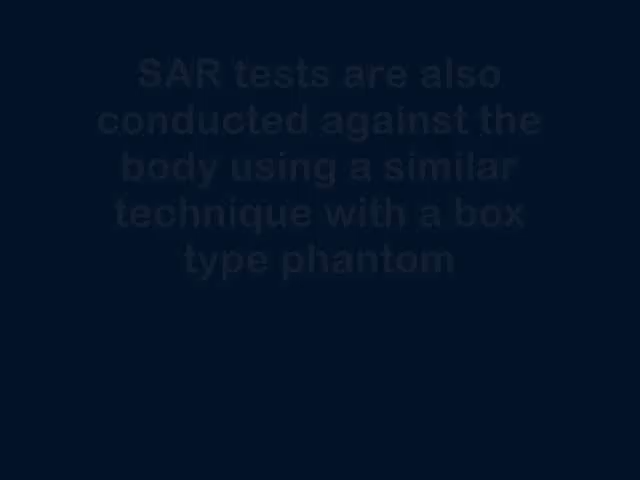 SAR tests are also
conducted against the
body using a similar
technique with a box
type phantom